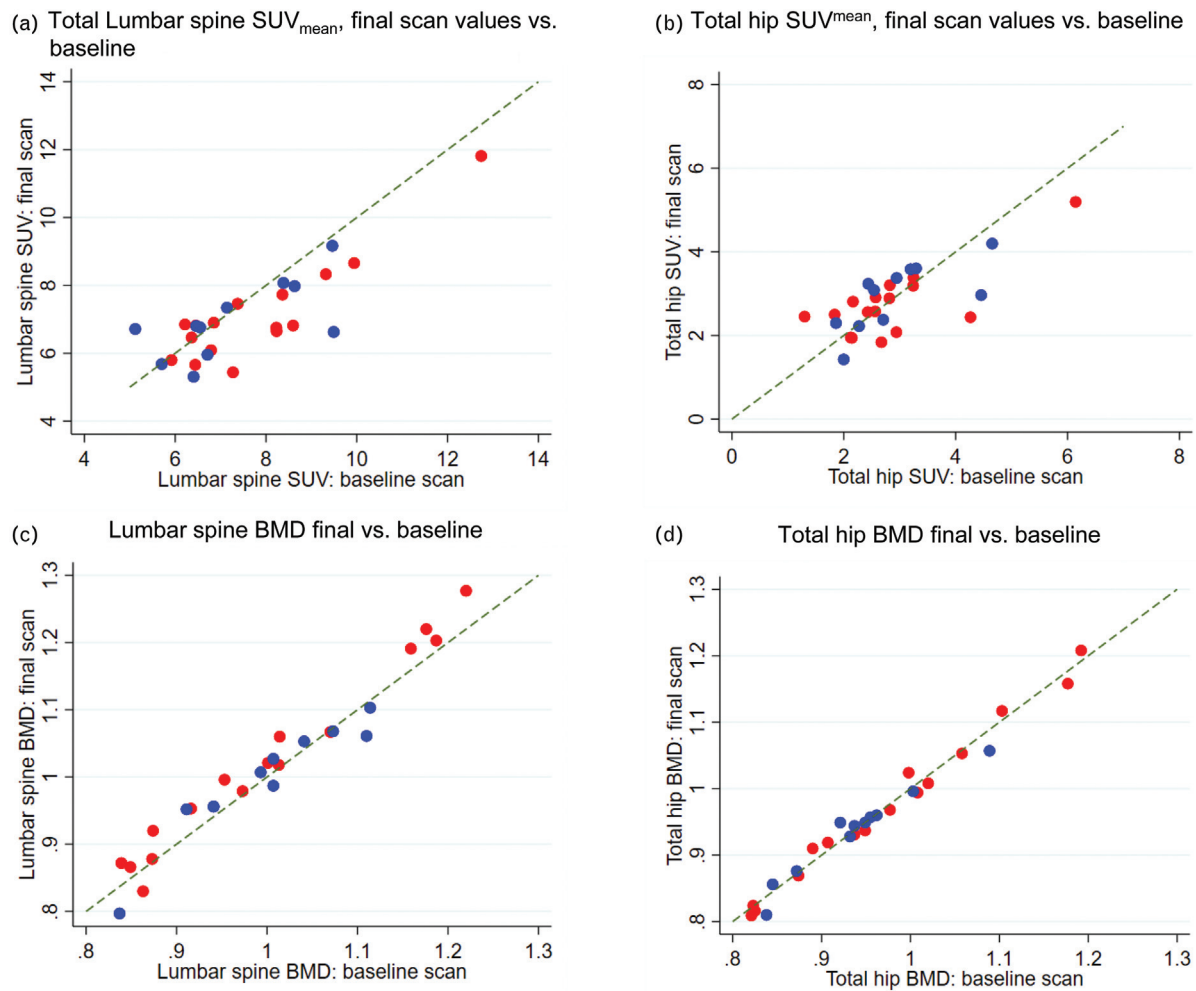 (a) Total Lumbar spine SUVmean, final scan values vs.
baseline
14
12
10
8
6
4
Lumbar spine SUV: final scan
4 6 8 10 12 14
Lumbar spine SUV: baseline scan
(b) Total hip SUVmean, final scan values vs. baseline
8
6
4
2
0
Total hip SUV: final scan
0 2 4 6 8
Total hip SUV: baseline scan
(c) Lumbar spine BMD final vs. baseline
1.3
1.2
1.1
1
.9
.8
Lumbar spine BMD: final scan
.8 .9 1 1.1 1.2 1.3
Lumbar spine BMD: baseline scan
(d) Total hip BMD final vs. baseline
1.3
1.2
1.1
1
.9
.8
Total hip BMD: final scan
.8 .9 1 1.1 1.2 1.3
Total hip BMD: baseline scan